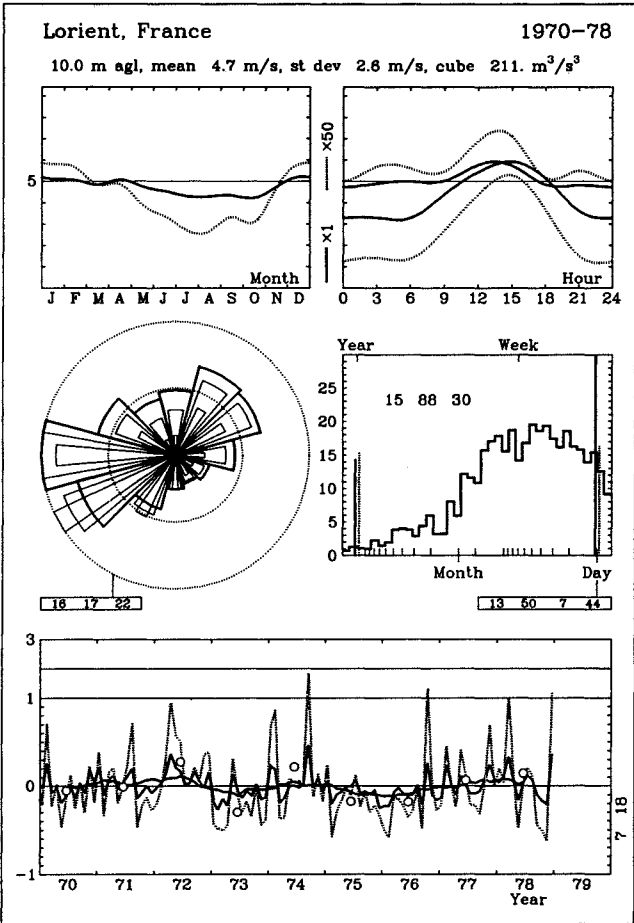 Lorient, France 1970-78
10.0 m agl, mean 4.7 m/s, st dev 2.6 m/s, cube 211. m³/s³
5
×50
×1
Month
Hour
J F M A M J J A S O N D
0 3 6 9 12 15 18 21 24
Year Week
25
20
15
10
5
0
15 88 30
Month Day
16 17 22
13 50 7 44
3
1
0
-1
7 18
70 71 72 73 74 75 76 77 78 79
Year